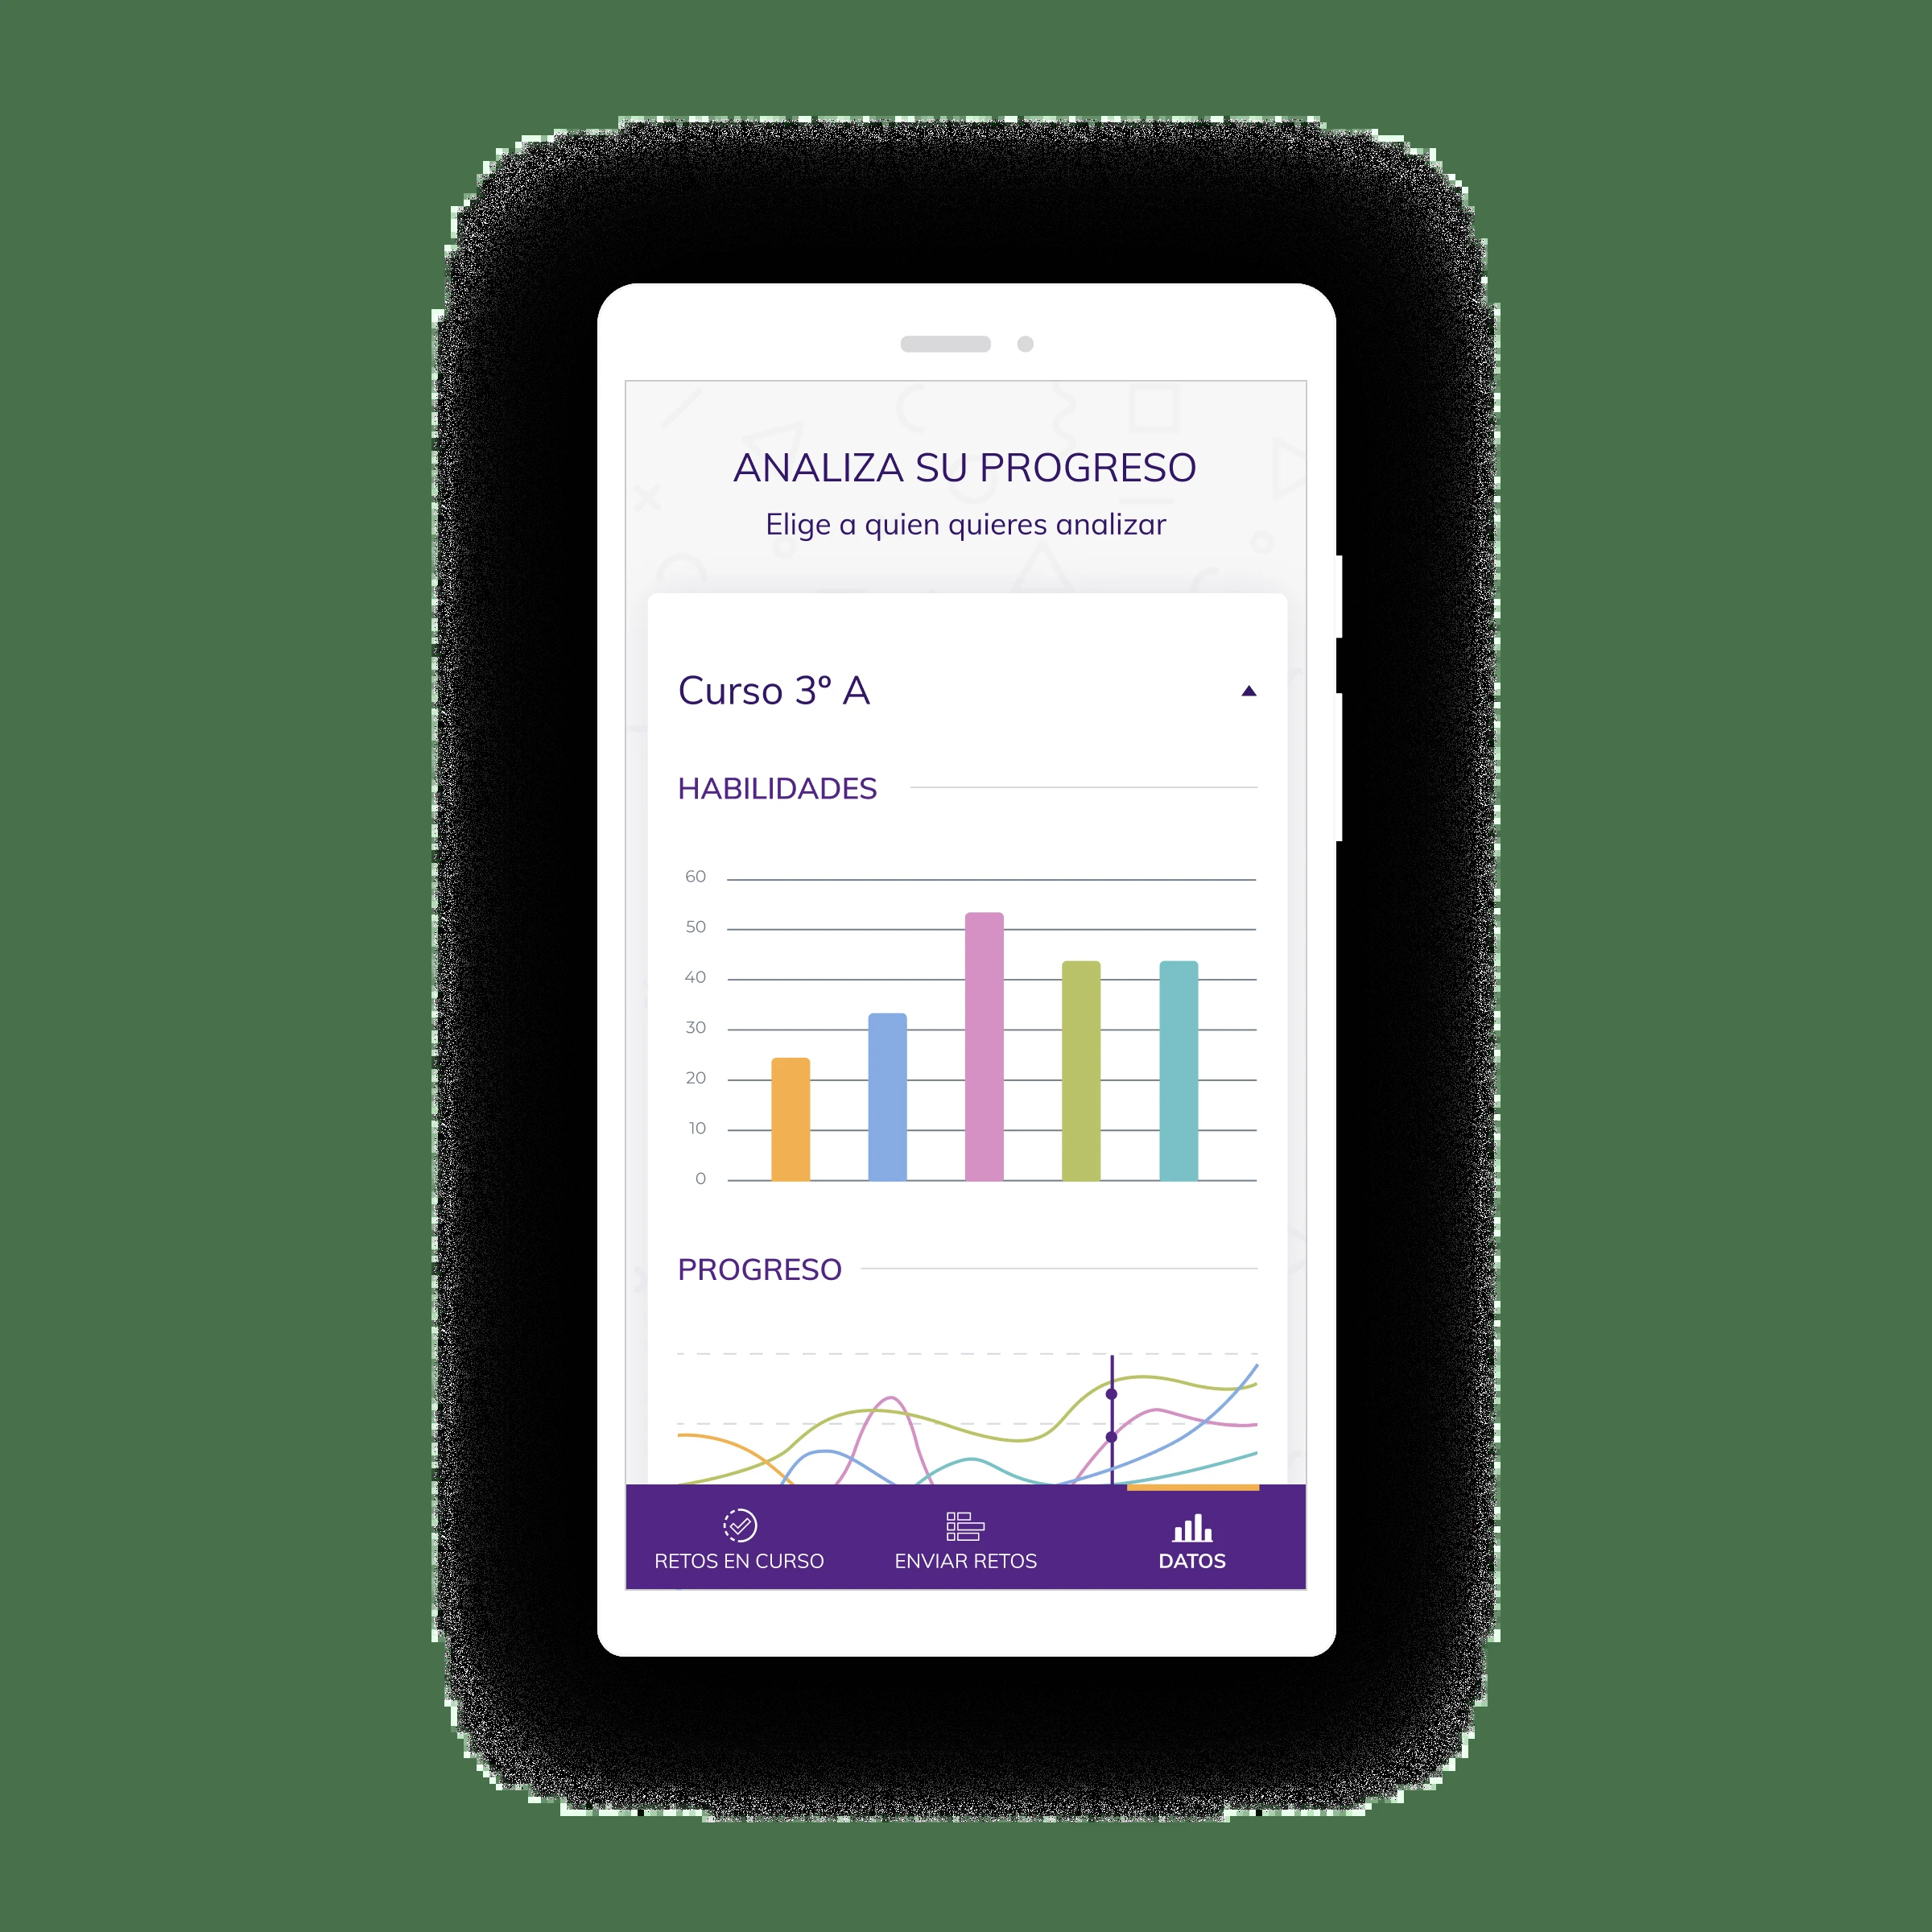 ANALIZA SU PROGRESO
Elige a quien quieres analizar
Curso 3º A
HABILIDADES
60
50
40
30
20
10
0
PROGRESO
RETOS EN CURSO
ENVIAR RETOS
DATOS